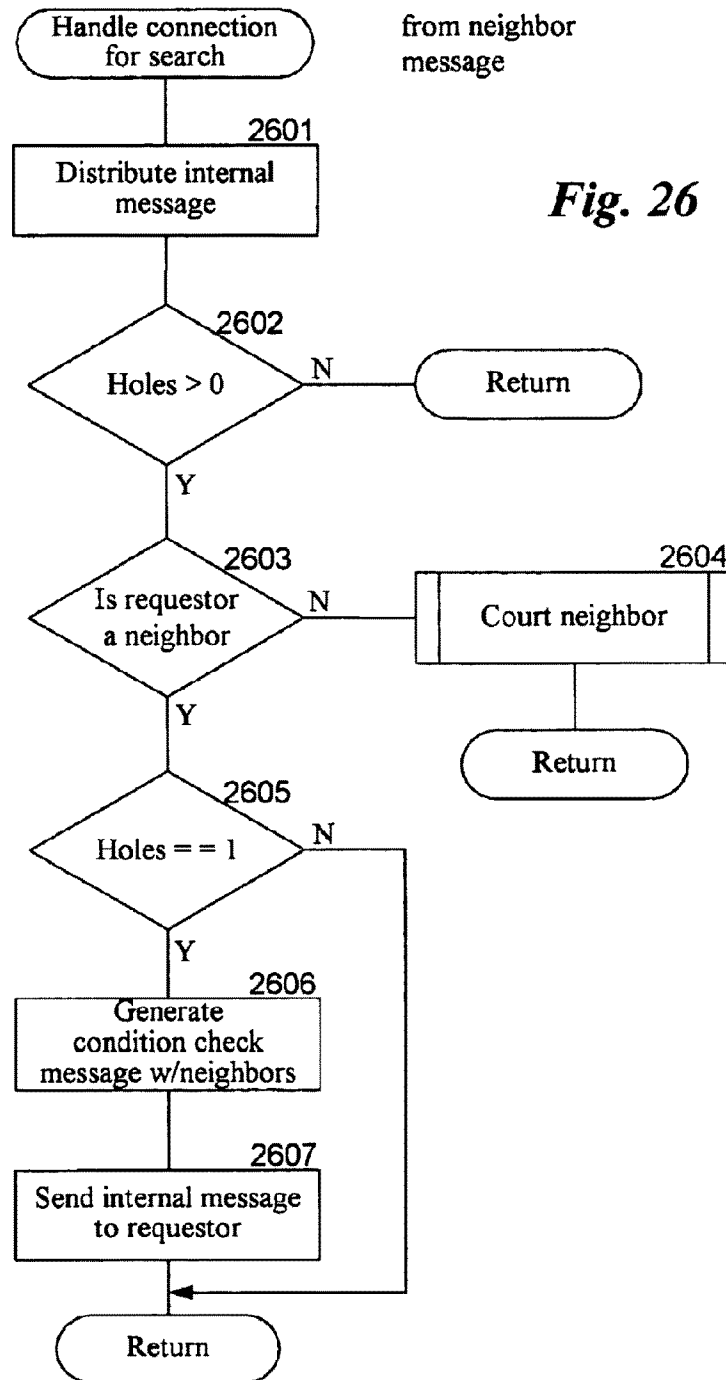 Handle connection
for search
from neighbor
message
2601
Distribute internal
message
Fig. 26
2602
Holes > 0
N
Return
Y
2603
Is requestor
a neighbor
N
2604
Court neighbor
Return
Y
2605
Holes = = 1
N
Y
2606
Generate
condition check
message w/neighbors
2607
Send internal message
to requestor
Return